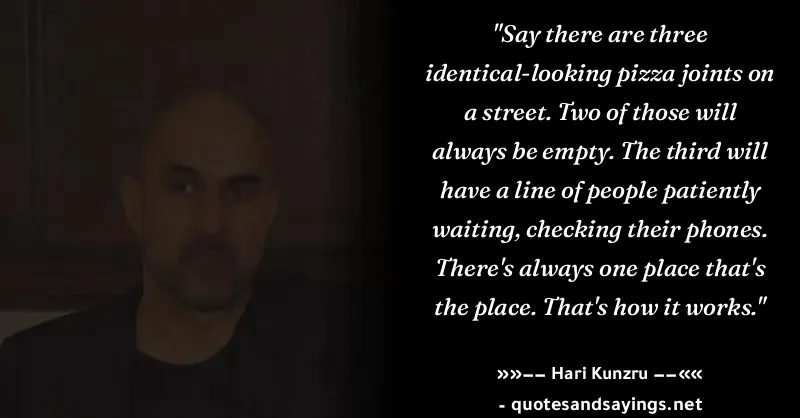 "Say there are three
identical-looking pizza joints on
a street. Two of those will
always be empty. The third will
have a line of people patiently
waiting, checking their phones.
There's always one place that's
the place. That's how it works."
»»–– Hari Kunzru ––««
- quotesandsayings.net